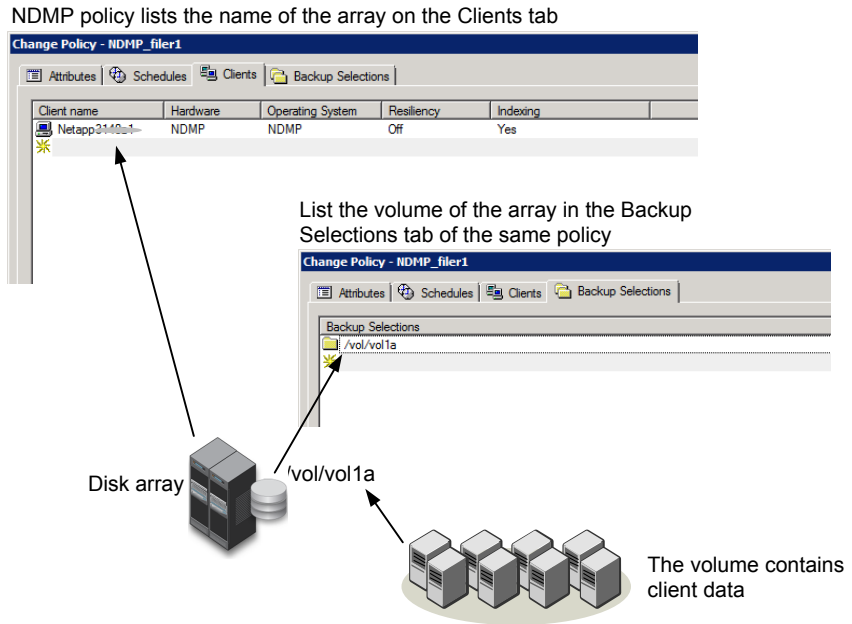 NDMP policy lists the name of the array on the Clients tab
Change Policy - NDMP_filer1
Attributes Schedules Clients Backup Selections
Client name Hardware Operating System Resiliency Indexing
Netapp NDMP NDMP Off Yes
List the volume of the array in the Backup
Selections tab of the same policy
Change Policy - NDMP_filer1
Attributes Schedules Clients Backup Selections
Backup Selections
/vol/vol1a
Disk array
/vol/vol1a
The volume contains
client data